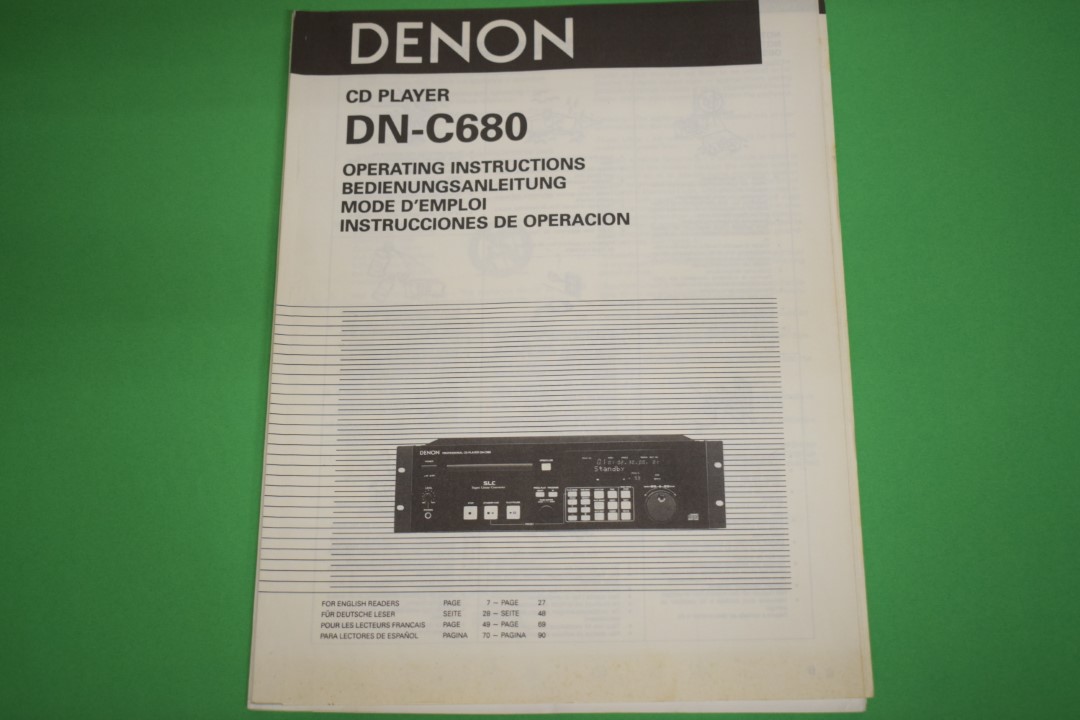 DENON
CD PLAYER
DN-C680
OPERATING INSTRUCTIONS
BEDIENUNGSANLEITUNG
MODE D'EMPLOI
INSTRUCCIONES DE OPERACION
DENON
SLC
Standby
FOR ENGLISH READERS PAGE 7 — PAGE 27
FÜR DEUTSCHE LESER SEITE 28 — SEITE 48
POUR LES LECTEURS FRANCAIS PAGE 49 — PAGE 69
PARA LECTORES DE ESPAÑOL PAGINA 70 — PAGINA 90